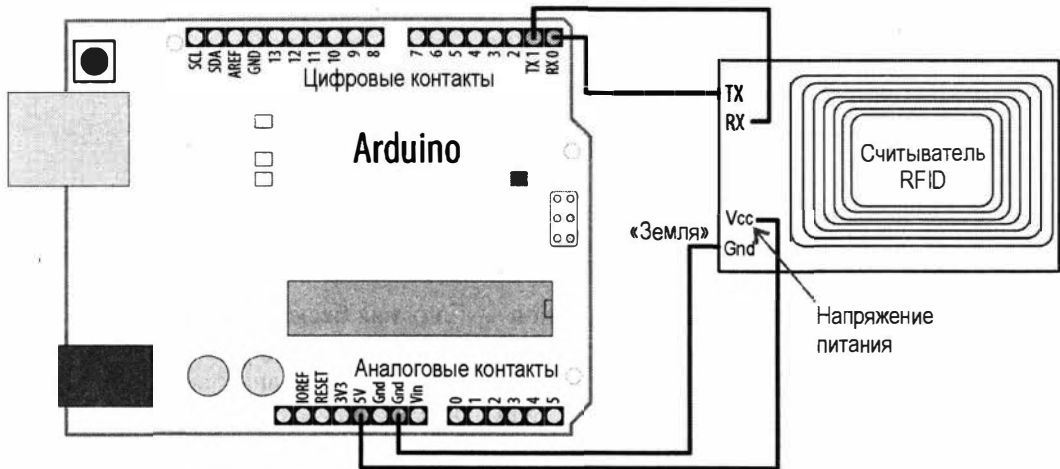 SCL
SDA
AREF
GND
13
12
11
10
9
8
7
6
5
4
3
2
TX 1
RX 0
Цифровые контакты
Arduino
TX
RX
Считыватель
RFID
Vcc
«Земля»
Gnd
Напряжение
питания
Аналоговые контакты
IOREF
RESET
3V3
5V
Gnd
Gnd
Vin
0
1
2
3
4
5